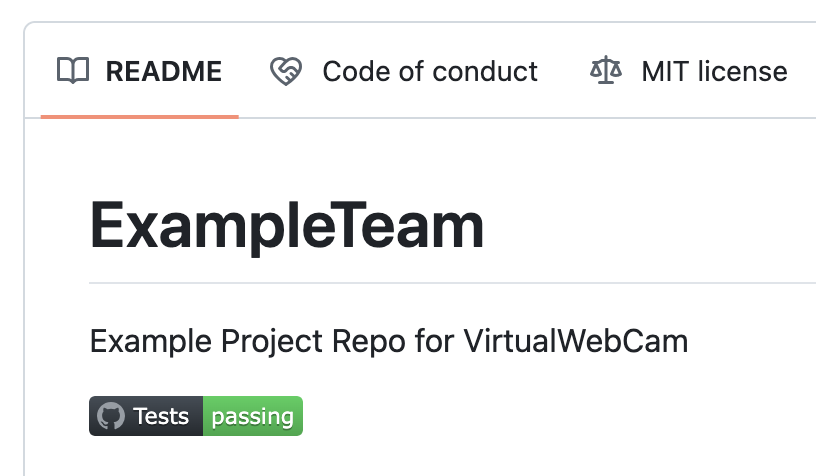 README Code of conduct MIT license
ExampleTeam
Example Project Repo for VirtualWebCam
Tests passing